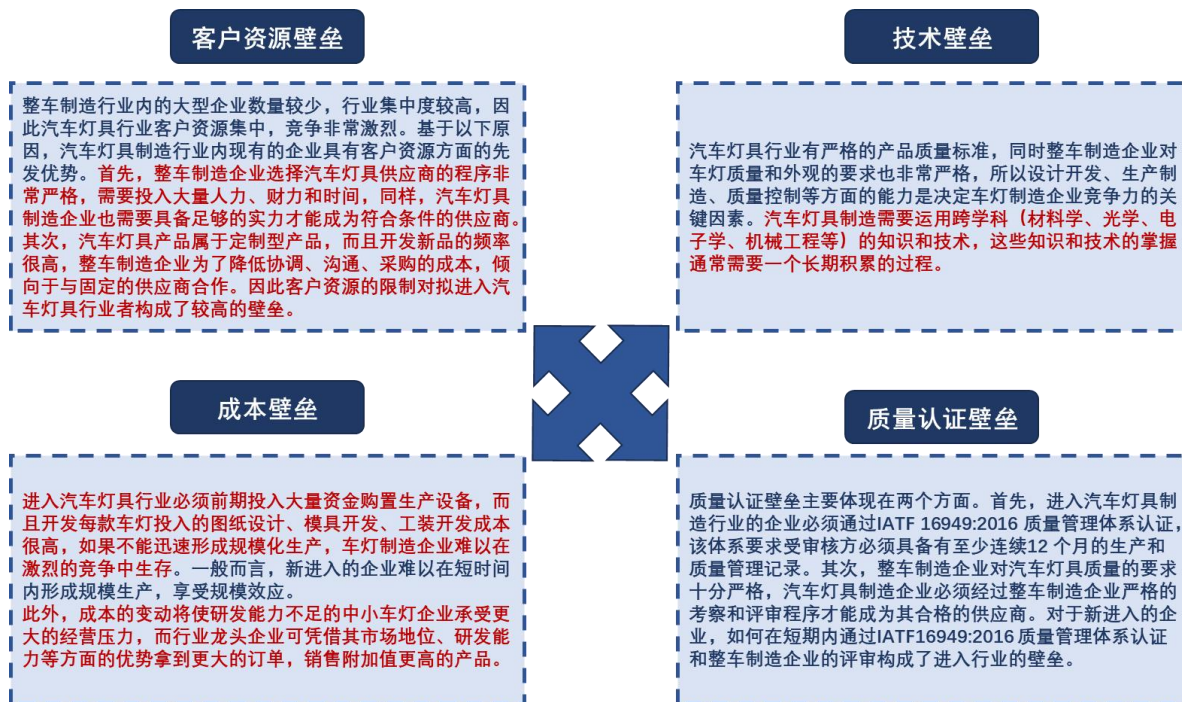 客户资源壁垒
整车制造行业内的大型企业数量较少，行业集中度较高，因
此汽车灯具行业客户资源集中，竞争非常激烈。基于以下原
因，汽车灯具制造行业内现有的企业具有客户资源方面的先
发优势。首先，整车制造企业选择汽车灯具供应商的程序非
常严格，需要投入大量人力、财力和时间，同样，汽车灯具
制造企业也需要具备足够的实力才能成为符合条件的供应商。
其次，汽车灯具产品属于定制型产品，而且开发新品的频率
很高，整车制造企业为了降低协调、沟通、采购的成本，倾
向于与固定的供应商合作。因此客户资源的限制对拟进入汽
车灯具行业者构成了较高的壁垒。
技术壁垒
汽车灯具行业有严格的产品质量标准，同时整车制造企业对
车灯质量和外观的要求也非常严格，所以设计开发、生产制
造、质量控制等方面的能力是决定车灯制造企业竞争力的关
键因素。汽车灯具制造需要运用跨学科（材料学、光学、电
子学、机械工程等）的知识和技术，这些知识和技术的掌握
通常需要一个长期积累的过程。
成本壁垒
进入汽车灯具行业必须前期投入大量资金购置生产设备，而
且开发每款车灯投入的图纸设计、模具开发、工装开发成本
很高，如果不能迅速形成规模化生产，车灯制造企业难以在
激烈的竞争中生存。一般而言，新进入的企业难以在短时间
内形成规模生产，享受规模效应。
此外，成本的变动将使研发能力不足的中小车灯企业承受更
大的经营压力，而行业龙头企业可凭借其市场地位、研发能
力等方面的优势拿到更大的订单，销售附加值更高的产品。
质量认证壁垒
质量认证壁垒主要体现在两个方面。首先，进入汽车灯具制
造行业的企业必须通过IATF 16949:2016 质量管理体系认证，
该体系要求受审核方必须具备有至少连续12 个月的生产和
质量管理记录。其次，整车制造企业对汽车灯具质量的要求
十分严格，汽车灯具制造企业必须经过整车制造企业严格的
考察和评审程序才能成为其合格的供应商。对于新进入的企
业，如何在短期内通过IATF16949:2016 质量管理体系认证
和整车制造企业的评审构成了进入行业的壁垒。